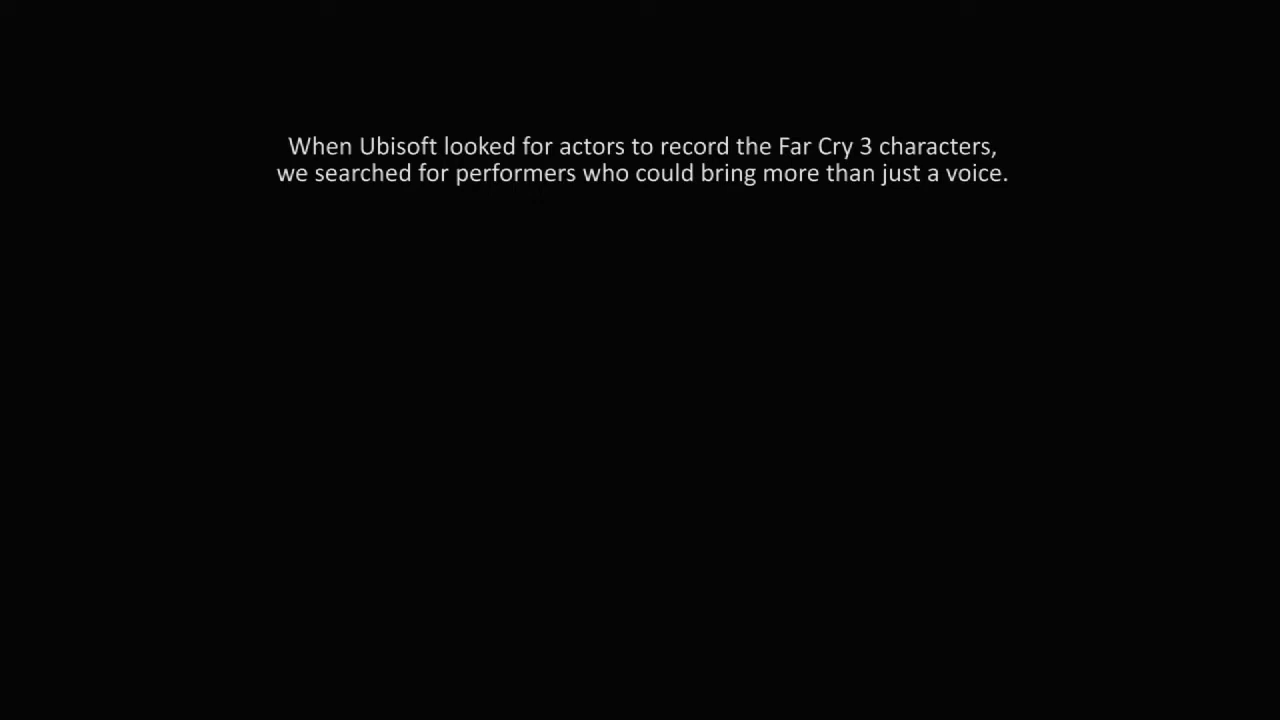 When Ubisoft looked for actors to record the Far Cry 3 characters,
we searched for performers who could bring more than just a voice.